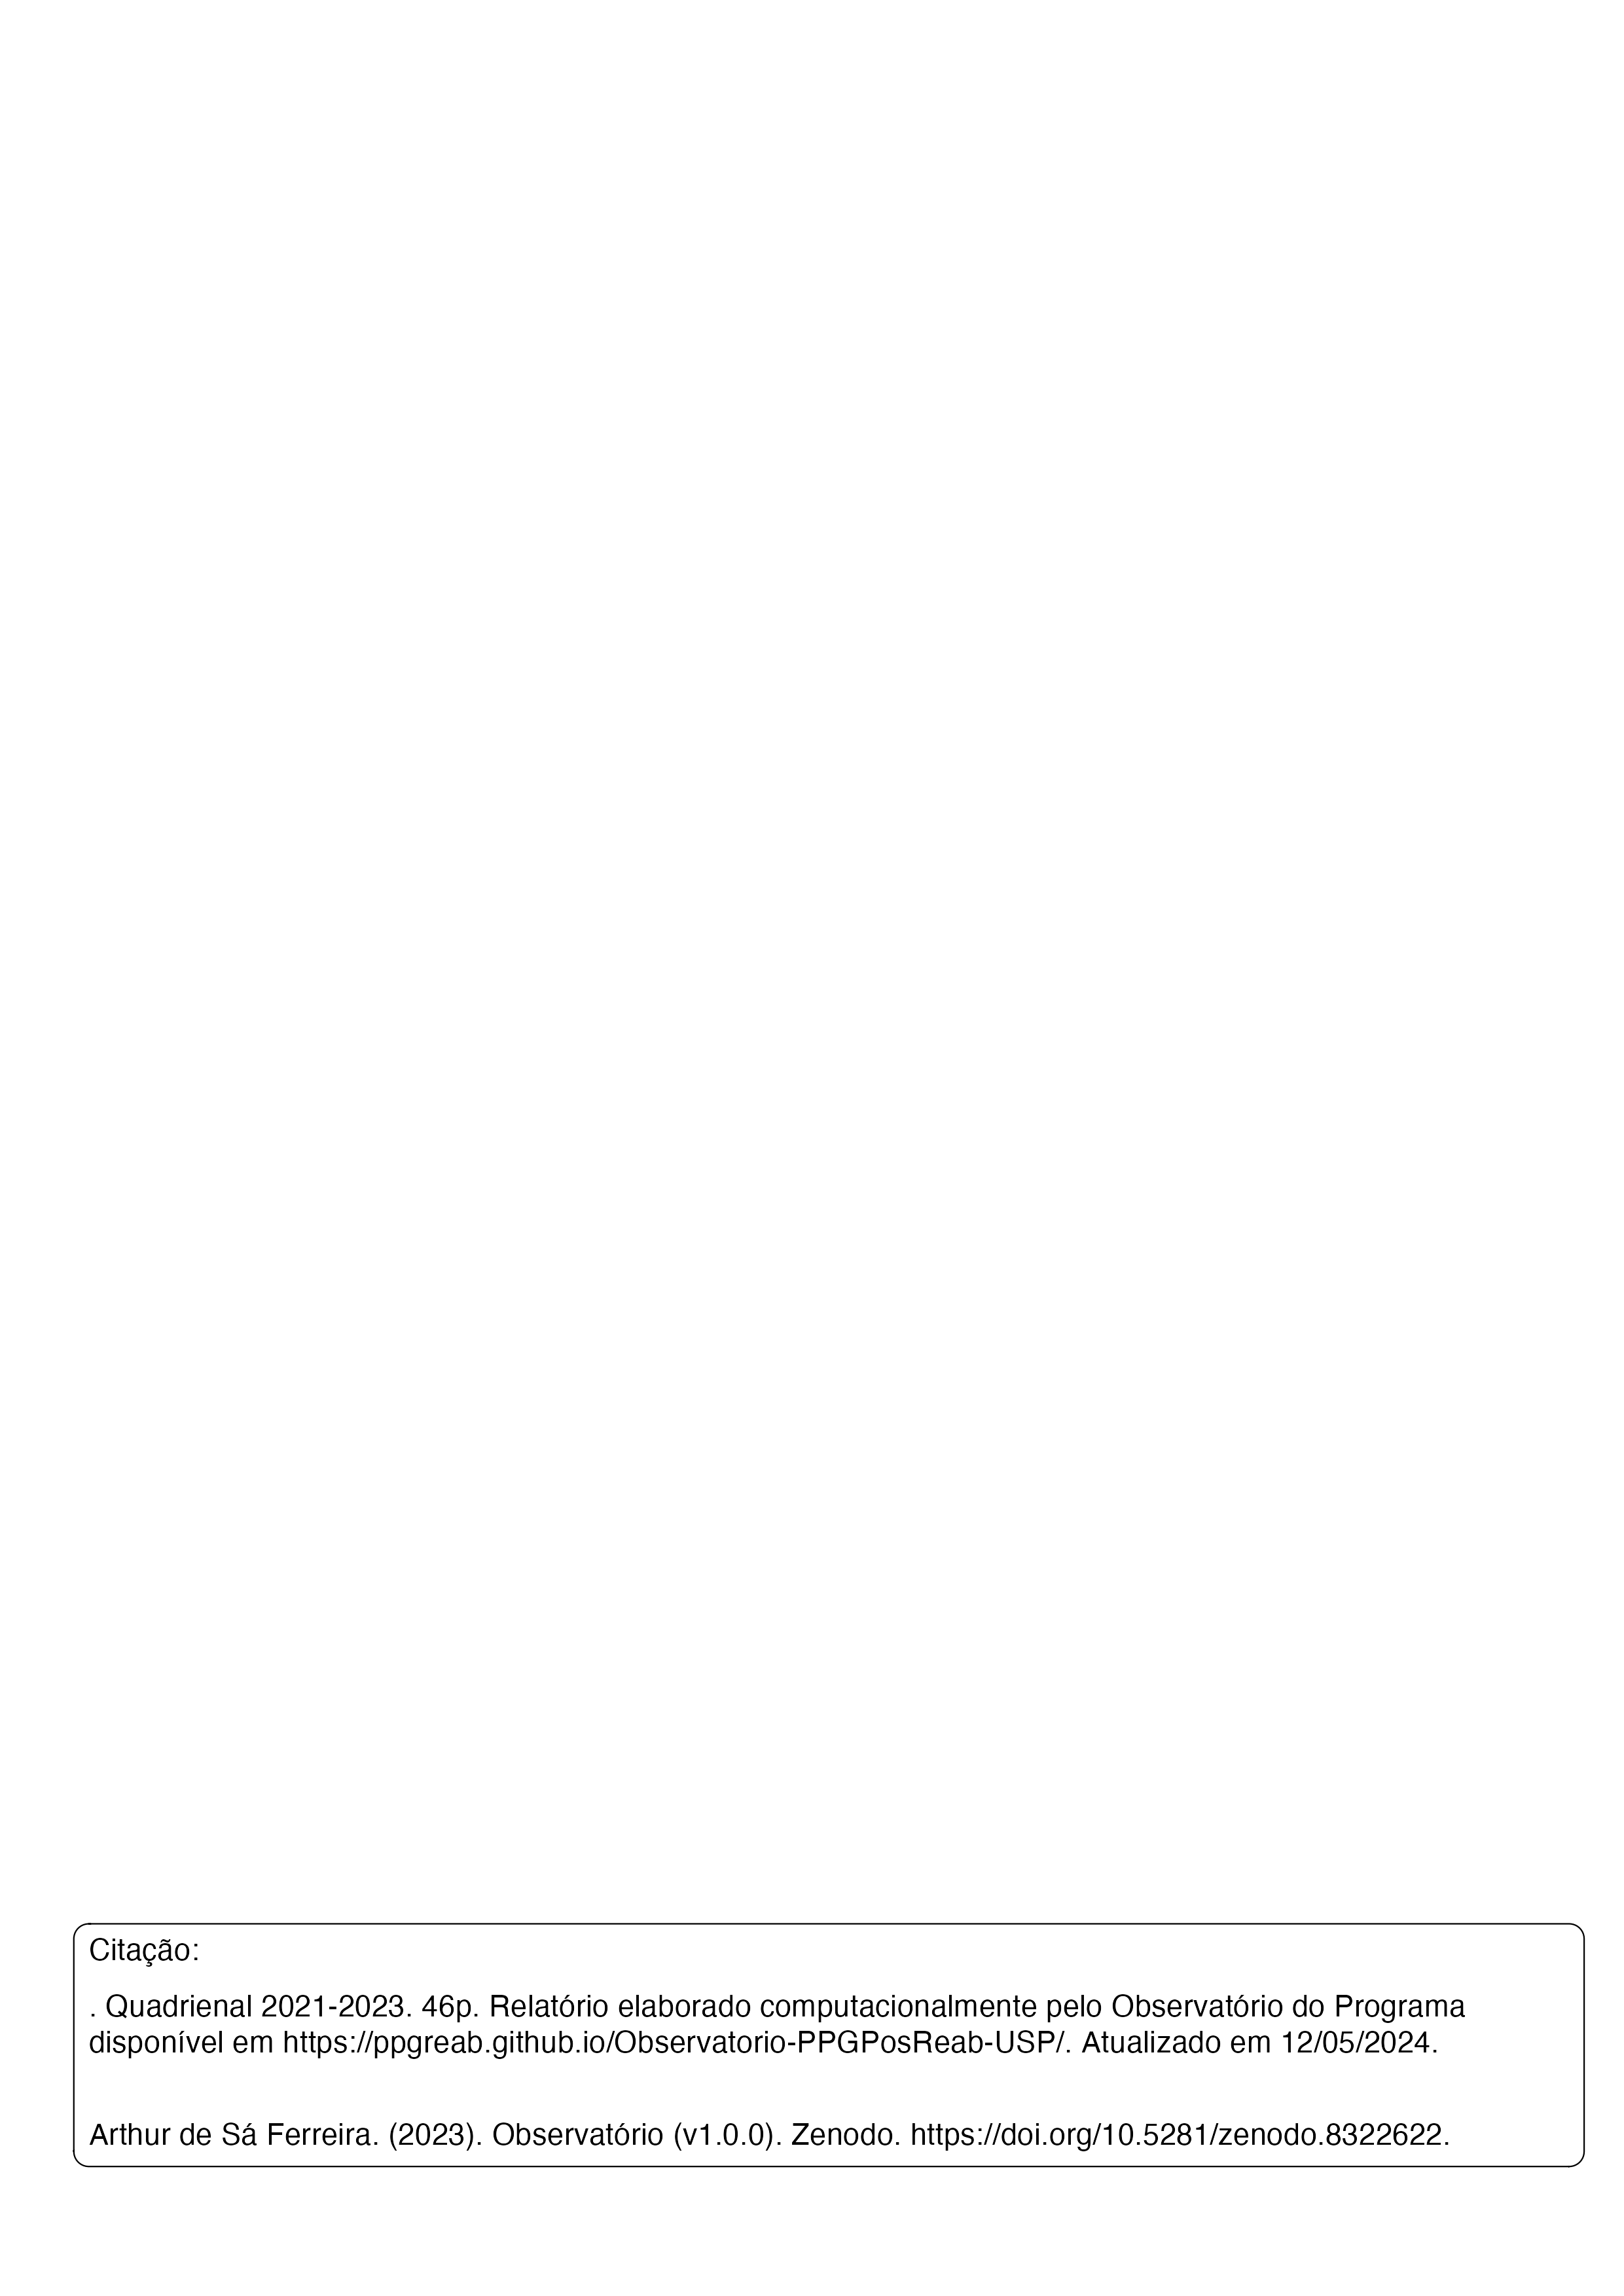 Citação:
. Quadrienal 2021-2023. 46p. Relatório elaborado computacionalmente pelo Observatório do Programa
disponível em https://ppgreab.github.io/Observatorio-PPGPosReab-USP/. Atualizado em 12/05/2024.
Arthur de Sá Ferreira. (2023). Observatório (v1.0.0). Zenodo. https://doi.org/10.5281/zenodo.8322622.